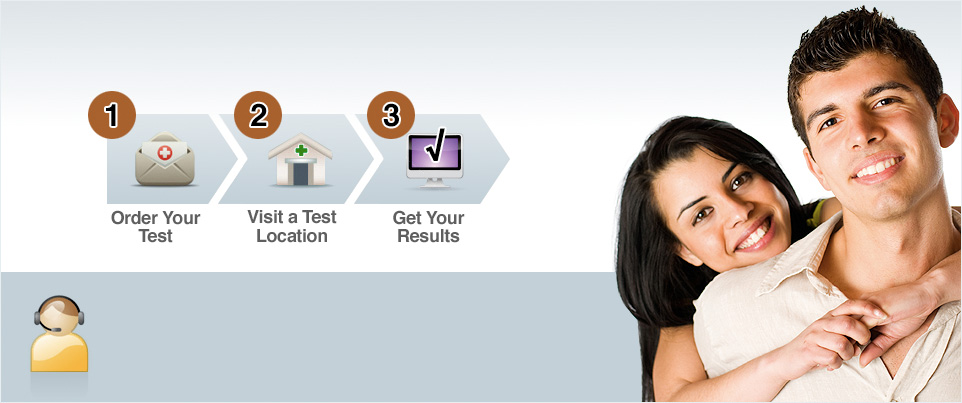 1
2
3
Order Your
Test
Visit a Test
Location
Get Your
Results